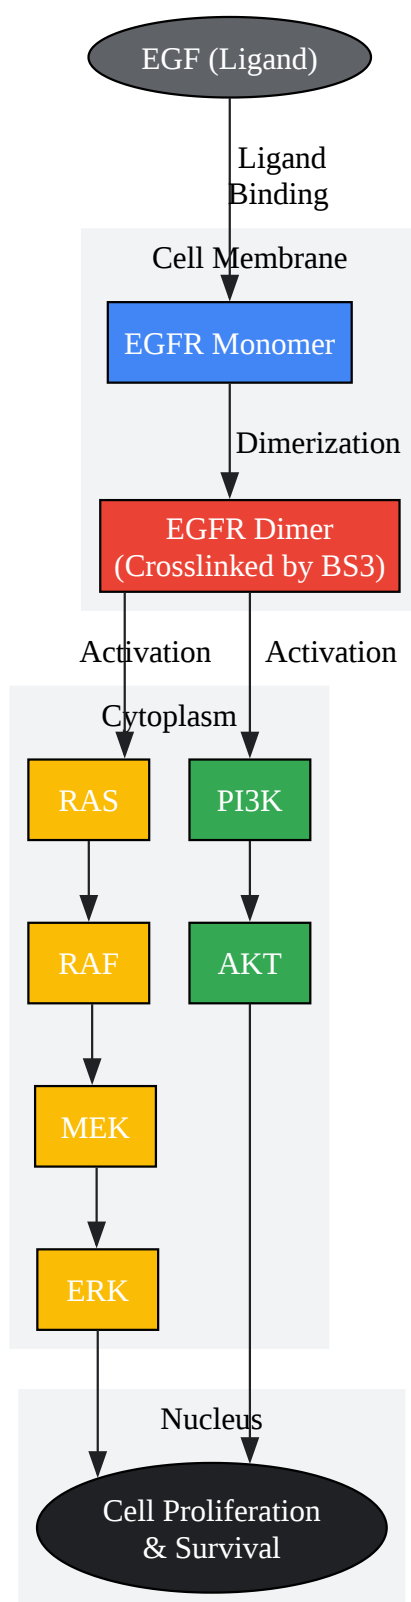 EGF (Ligand)
Ligand
Binding
Cell Membrane
EGFR Monomer
Dimerization
EGFR Dimer
(Crosslinked by BS3)
Activation
Activation
Cytoplasm
RAS
PI3K
RAF
AKT
MEK
ERK
Nucleus
Cell Proliferation
& Survival